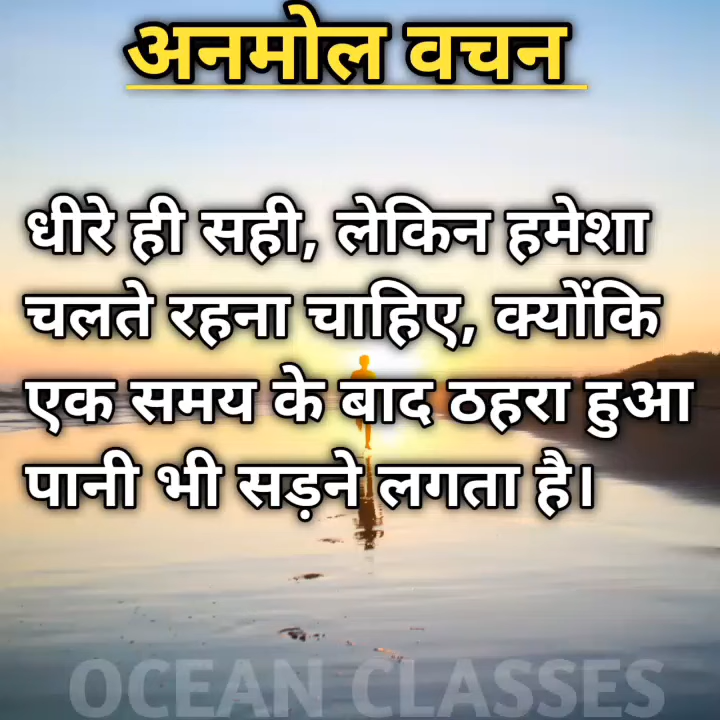 अनमोल वचन
धीरे ही सही, लेकिन हमेशा
चलते रहना चाहिए, क्योंकि
एक समय के बाद ठहरा हुआ
पानी भी सड़ने लगता है।
OCEAN CLASSES